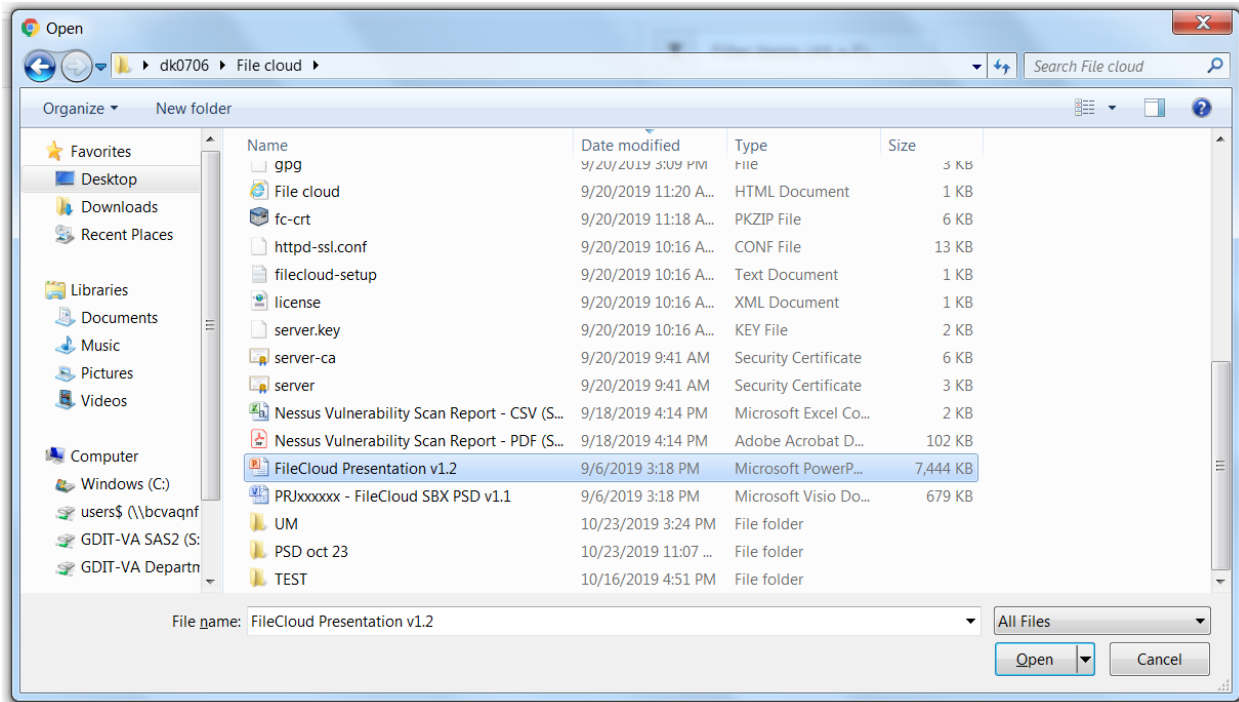 Open
dk0706 File cloud
Search File cloud
Organize New folder
Name Date modified Type Size
gpg 9/20/2019 3:09 PM File 3 KB
File cloud 9/20/2019 11:20 A... HTML Document 1 KB
fc-crt 9/20/2019 11:18 A... PKZIP File 6 KB
httpd-ssl.conf 9/20/2019 10:16 A... CONF File 13 KB
filecloud-setup 9/20/2019 10:16 A... Text Document 1 KB
license 9/20/2019 10:16 A... XML Document 1 KB
server.key 9/20/2019 10:16 A... KEY File 2 KB
server-ca 9/20/2019 9:41 AM Security Certificate 6 KB
server 9/20/2019 9:41 AM Security Certificate 3 KB
Nessus Vulnerability Scan Report - CSV (S... 9/18/2019 4:14 PM Microsoft Excel Co... 2 KB
Nessus Vulnerability Scan Report - PDF (S... 9/18/2019 4:14 PM Adobe Acrobat D... 102 KB
FileCloud Presentation v1.2 9/6/2019 3:18 PM Microsoft PowerP... 7,444 KB
PRJxxxxxx - FileCloud SBX PSD v1.1 9/6/2019 3:18 PM Microsoft Visio Do... 679 KB
UM 10/23/2019 3:24 PM File folder
PSD oct 23 10/23/2019 11:07 ... File folder
TEST 10/16/2019 4:51 PM File folder
Favorites
Desktop
Downloads
Recent Places
Libraries
Documents
Music
Pictures
Videos
Computer
Windows (C:)
users$ (\\bcvaqnf
GDIT-VA SAS2 (S:
GDIT-VA Departm
File name: FileCloud Presentation v1.2
All Files
Open Cancel